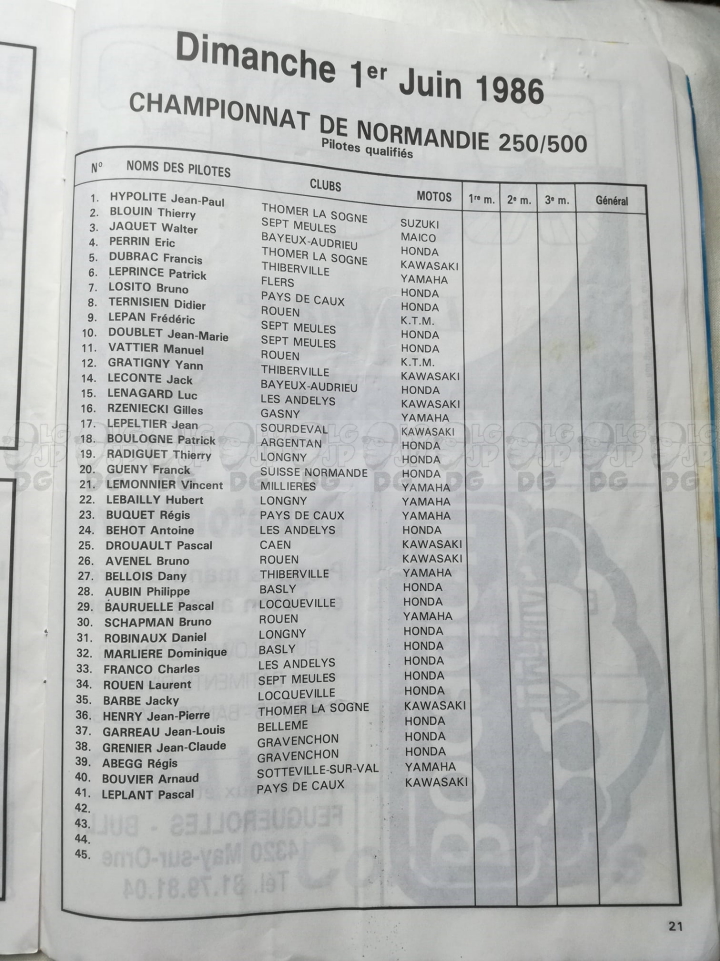 Dimanche 1er Juin 1986
CHAMPIONNAT DE NORMANDIE 250/500
Pilotes qualifiés
N° NOMS DES PILOTES CLUBS MOTOS 1re m. 2e m. 3e m. Général
1. HYPOLITE Jean-Paul THOMER LA SOGNE SUZUKI
2. BLOUIN Thierry SEPT MEULES MAICO
3. JAQUET Walter BAYEUX-AUDRIEU HONDA
4. PERRIN Eric THOMER LA SOGNE KAWASAKI
5. DUBRAC Francis THIBERVILLE YAMAHA
6. LEPRINCE Patrick FLERS HONDA
7. LOSITO Bruno PAYS DE CAUX HONDA
8. TERNISIEN Didier ROUEN K.T.M.
9. LEPAN Frédéric SEPT MEULES HONDA
10. DOUBLET Jean-Marie SEPT MEULES HONDA
11. VATTIER Manuel ROUEN K.T.M.
12. GRATIGNY Yann THIBERVILLE KAWASAKI
14. LECONTE Jack BAYEUX-AUDRIEU HONDA
15. LENAGARD Luc LES ANDELYS KAWASAKI
16. RZENIECKI Gilles GASNY YAMAHA
17. LEPELTIER Jean SOURDEVAL KAWASAKI
18. BOULOGNE Patrick ARGENTAN HONDA
19. RADIGUET Thierry LONGNY HONDA
20. GUENY Franck SUISSE NORMANDE HONDA
21. LEMONNIER Vincent MILLIERES YAMAHA
22. LEBAILLY Hubert LONGNY YAMAHA
23. BUQUET Régis PAYS DE CAUX YAMAHA
24. BEHOT Antoine LES ANDELYS HONDA
25. DROUAULT Pascal CAEN KAWASAKI
26. AVENEL Bruno ROUEN KAWASAKI
27. BELLOIS Dany THIBERVILLE YAMAHA
28. AUBIN Philippe BASLY HONDA
29. BAURUELLE Pascal LOCQUEVILLE HONDA
30. SCHAPMAN Bruno ROUEN YAMAHA
31. ROBINAUX Daniel LONGNY HONDA
32. MARLIERE Dominique BASLY HONDA
33. FRANCO Charles LES ANDELYS HONDA
34. ROUEN Laurent SEPT MEULES HONDA
35. BARBE Jacky LOCQUEVILLE HONDA
36. HENRY Jean-Pierre THOMER LA SOGNE KAWASAKI
37. GARREAU Jean-Louis BELLEME HONDA
38. GRENIER Jean-Claude GRAVENCHON HONDA
39. ABEGG Régis GRAVENCHON HONDA
40. BOUVIER Arnaud SOTTEVILLE-SUR-VAL YAMAHA
41. LEPLANT Pascal PAYS DE CAUX KAWASAKI
42.
43.
44.
45.
21